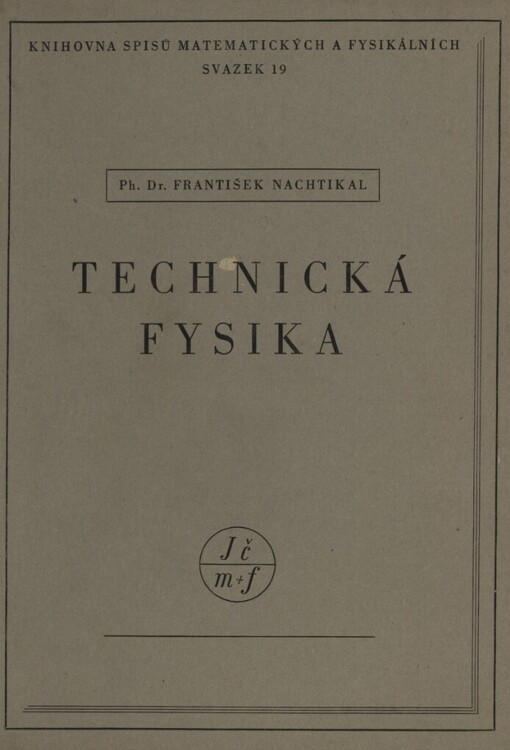 KNIHOVNA SPISŮ MATEMATICKÝCH A FYSIKÁLNÍCH
SVAZEK 19
Ph. Dr. FRANTIŠEK NACHTIKAL
TECHNICKÁ
FYSIKA
Jč
m+f